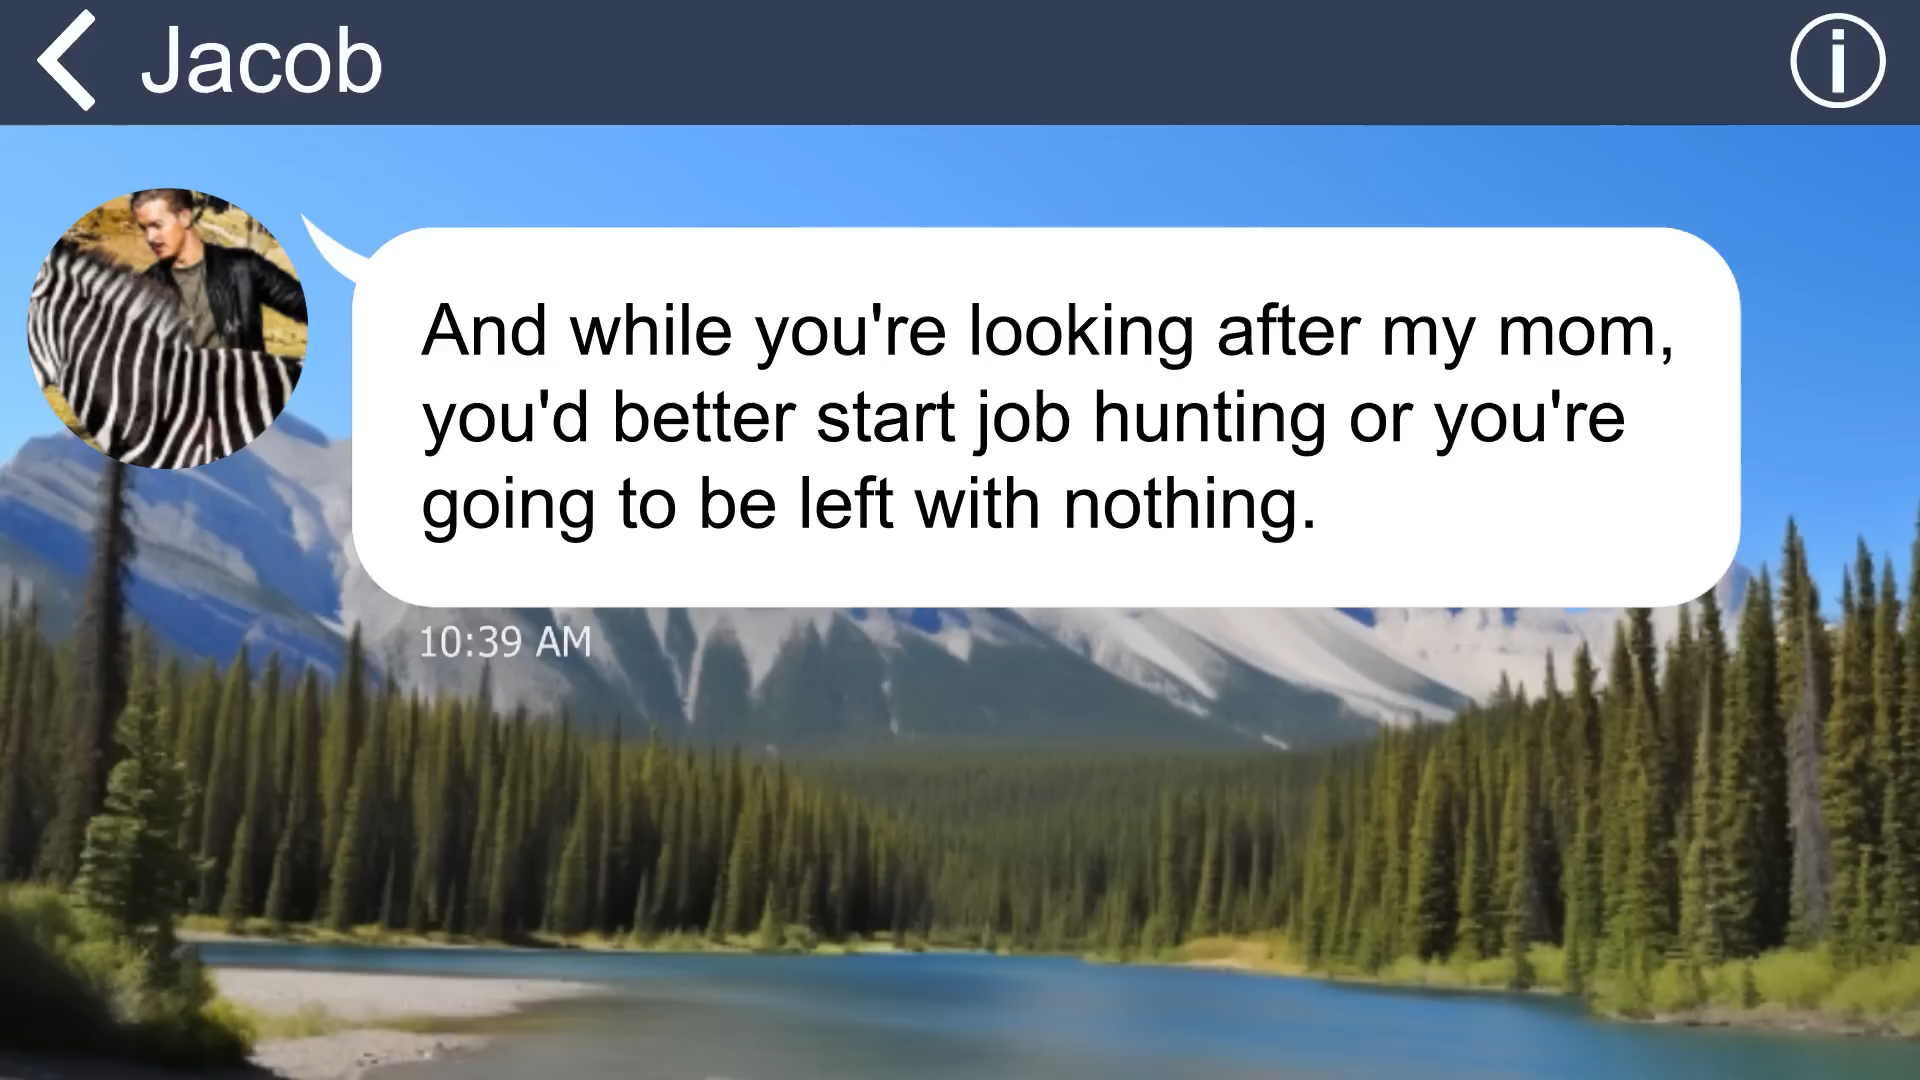 Jacob
And while you're looking after my mom,
you'd better start job hunting or you're
going to be left with nothing.
10:39 AM